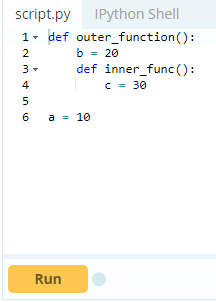 script.py IPython Shell
1 def outer_function():
2     b = 20
3     def inner_func():
4         c = 30
5
6 a = 10
Run